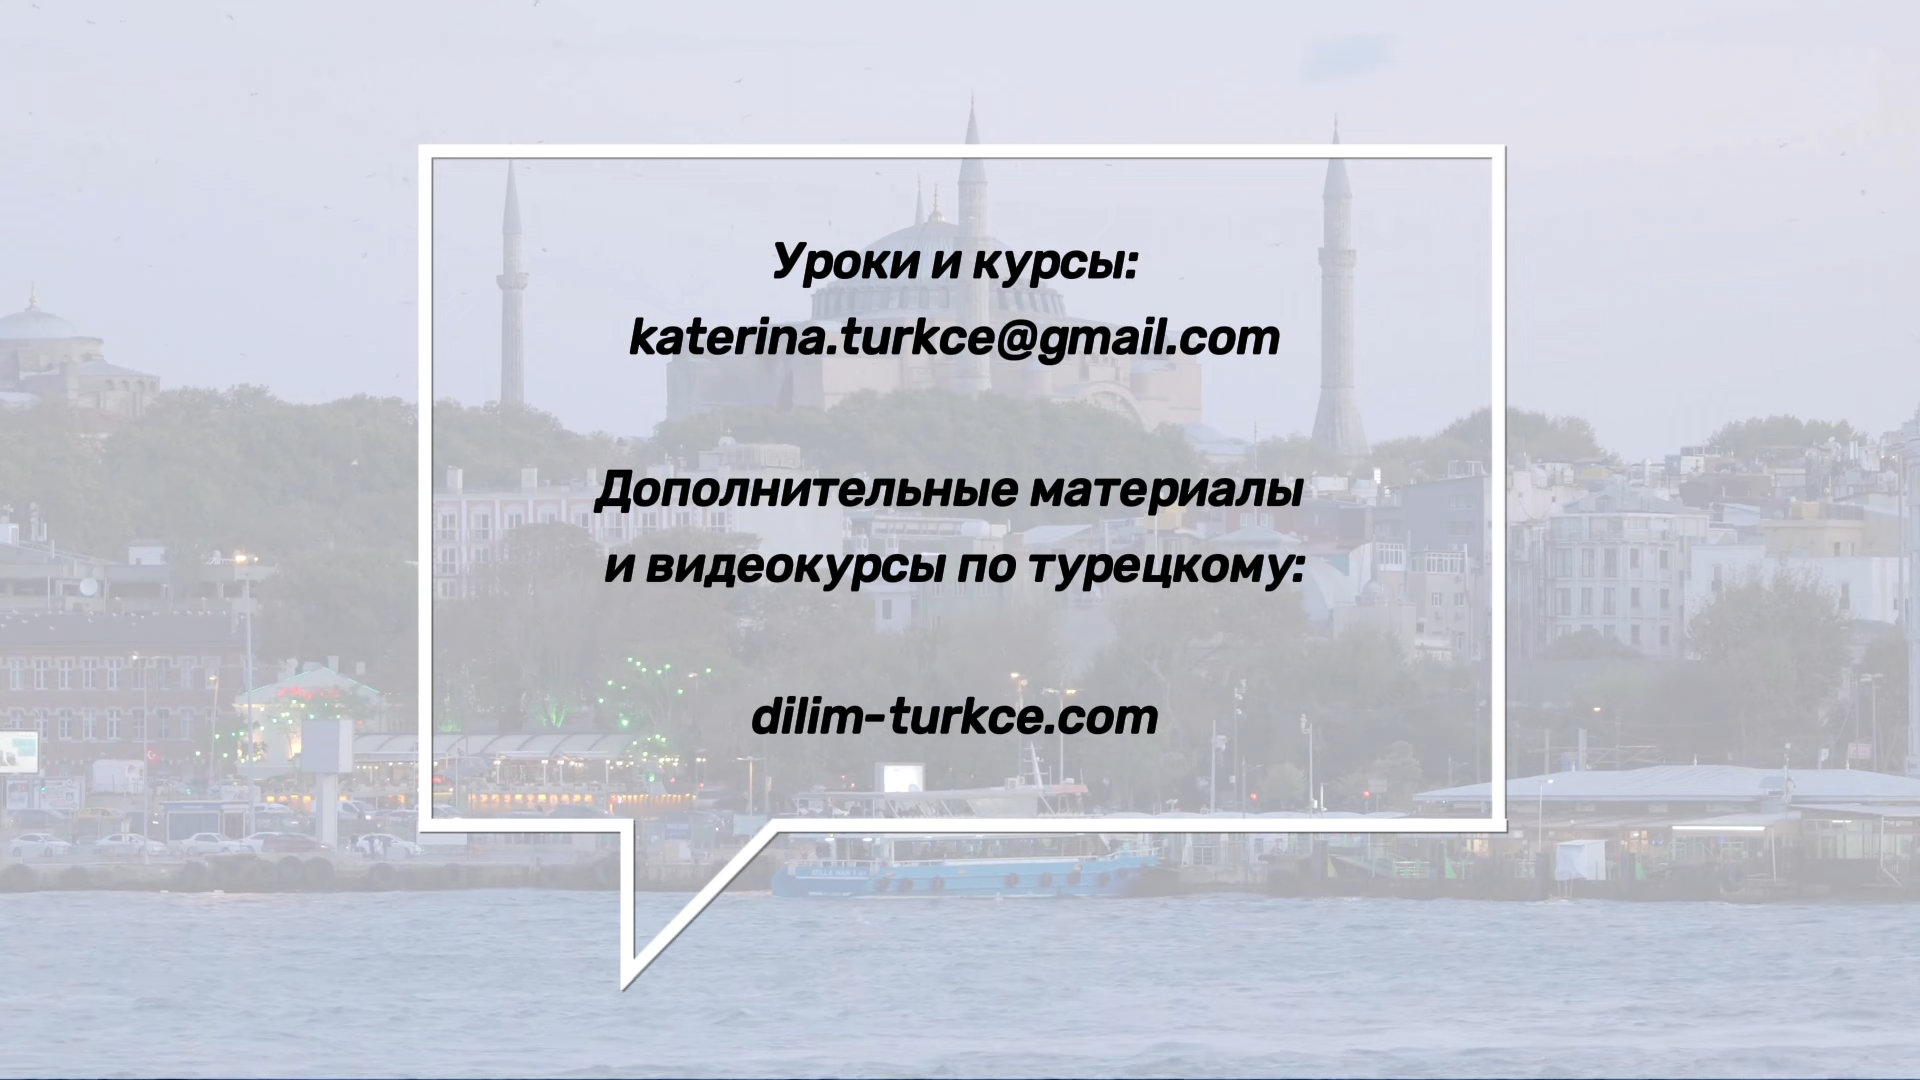 Уроки и курсы:
katerina.turkce@gmail.com
Дополнительные материалы
и видеокурсы по турецкому:
dilim-turkce.com